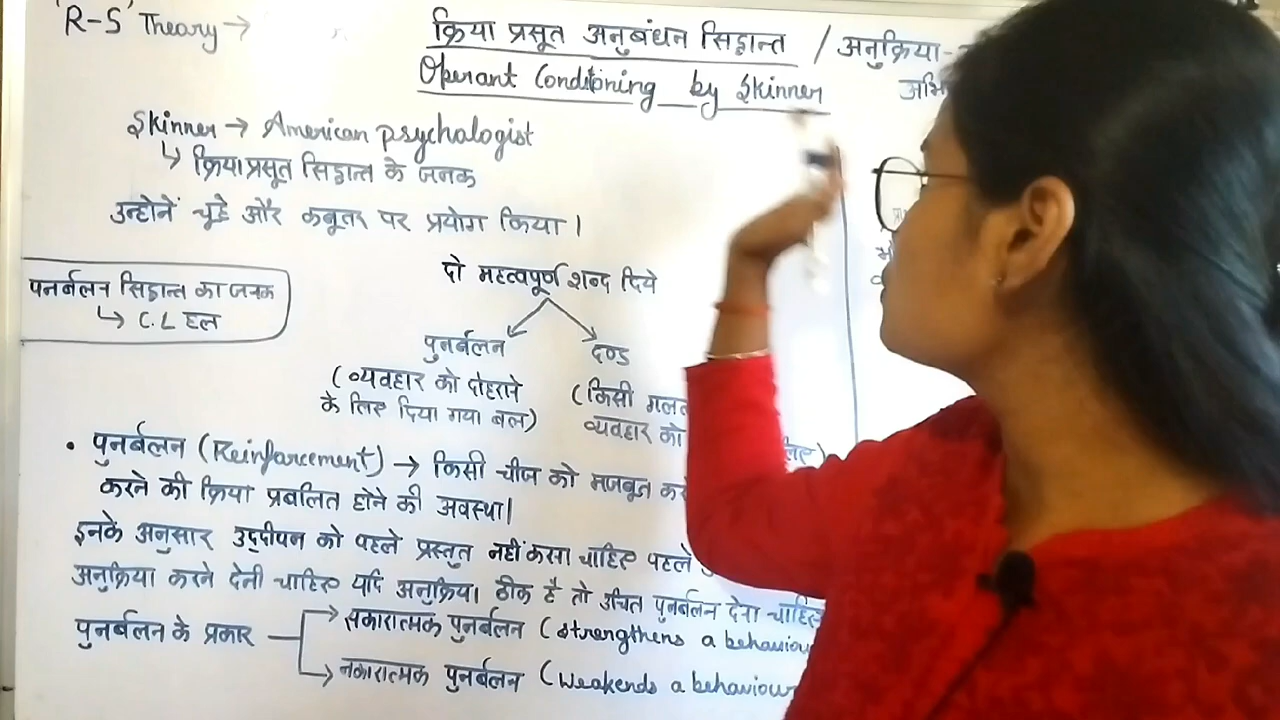 'R-S' Theory →
क्रिया प्रसूत अनुबंधन सिद्धान्त / अनुक्रिया-
Operant Conditioning by Skinner
अभि
Skinner → American psychologist
↳ क्रियाप्रसूत सिद्धान्त के जनक
उन्होनें चूहे और कबूतर पर प्रयोग किया।
दो महत्वपूर्ण शब्द दिये
पुनर्बलन सिद्धान्त का जनक
↳ C.L हल
पुनर्बलन दण्ड
(व्यवहार को दोहराने (किसी गलत
के लिए दिया गया बल) व्यवहार को लिए)
• पुनर्बलन (Reinforcement) → किसी चीज को मजबूत कर
करने की क्रिया प्रबलित होने की अवस्था।
इनके अनुसार उद्दीपन को पहले प्रस्तुत नहीं करना चाहिए पहले
अनुक्रिया करने देनी चाहिए यदि अनुक्रिया ठीक है तो उचित पुनर्बलन देना चाहिए
पुनर्बलन के प्रकार → सकारात्मक पुनर्बलन (strengthens a behaviour
→ नकारात्मक पुनर्बलन (weakends a behaviour